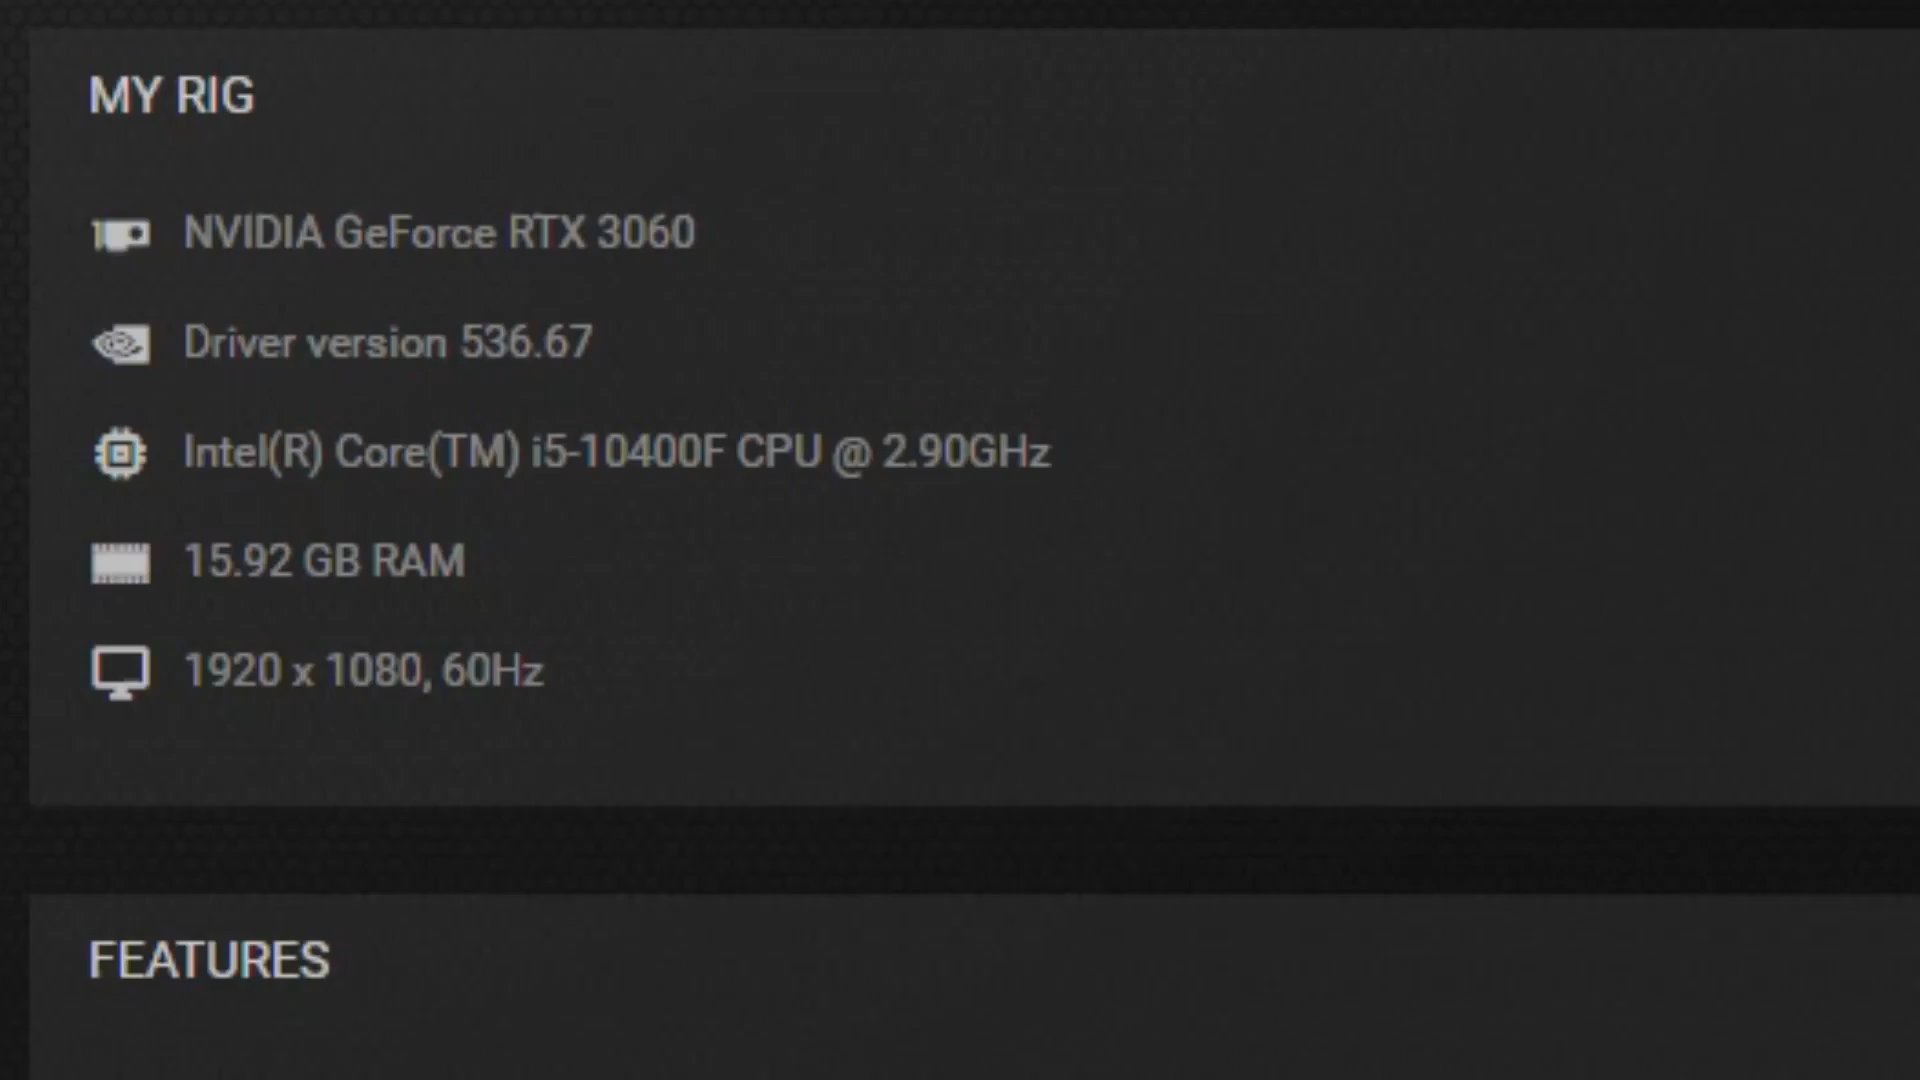 MY RIG
NVIDIA GeForce RTX 3060
Driver version 536.67
Intel(R) Core(TM) i5-10400F CPU @ 2.90GHz
15.92 GB RAM
1920 x 1080, 60Hz
FEATURES